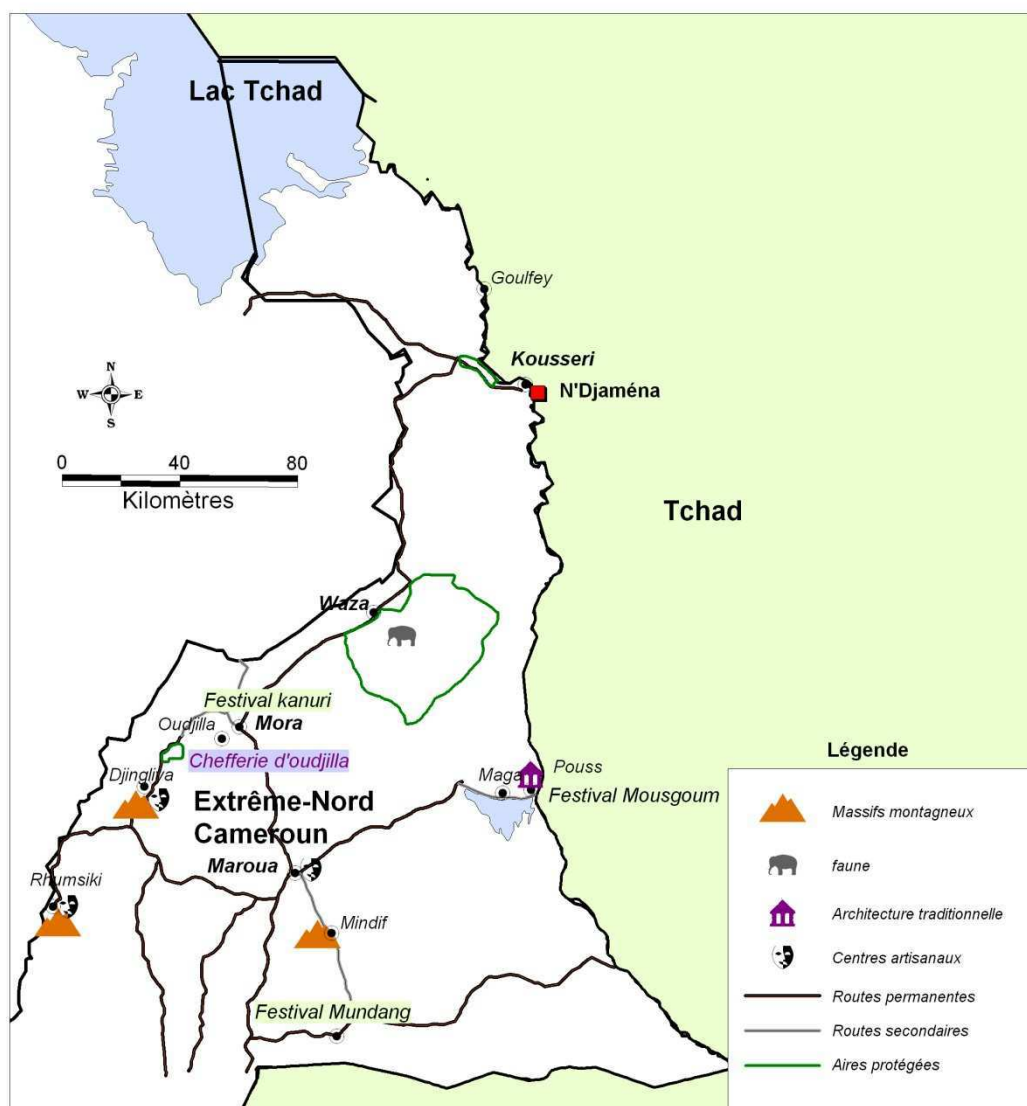 Lac Tchad
Goulfey
Kousseri
N'Djaména
N
W E
S
0 40 80
Kilomètres
Tchad
Waza
Festival kanuri
Oudjilla
Mora
Chefferie d'oudjilla
Djingliya
Maga
Pouss
Festival Mousgoum
Extrême-Nord
Cameroun
Maroua
Rhumsiki
Mindif
Festival Mundang
Légende
Massifs montagneux
faune
Architecture traditionnelle
Centres artisanaux
Routes permanentes
Routes secondaires
Aires protégées